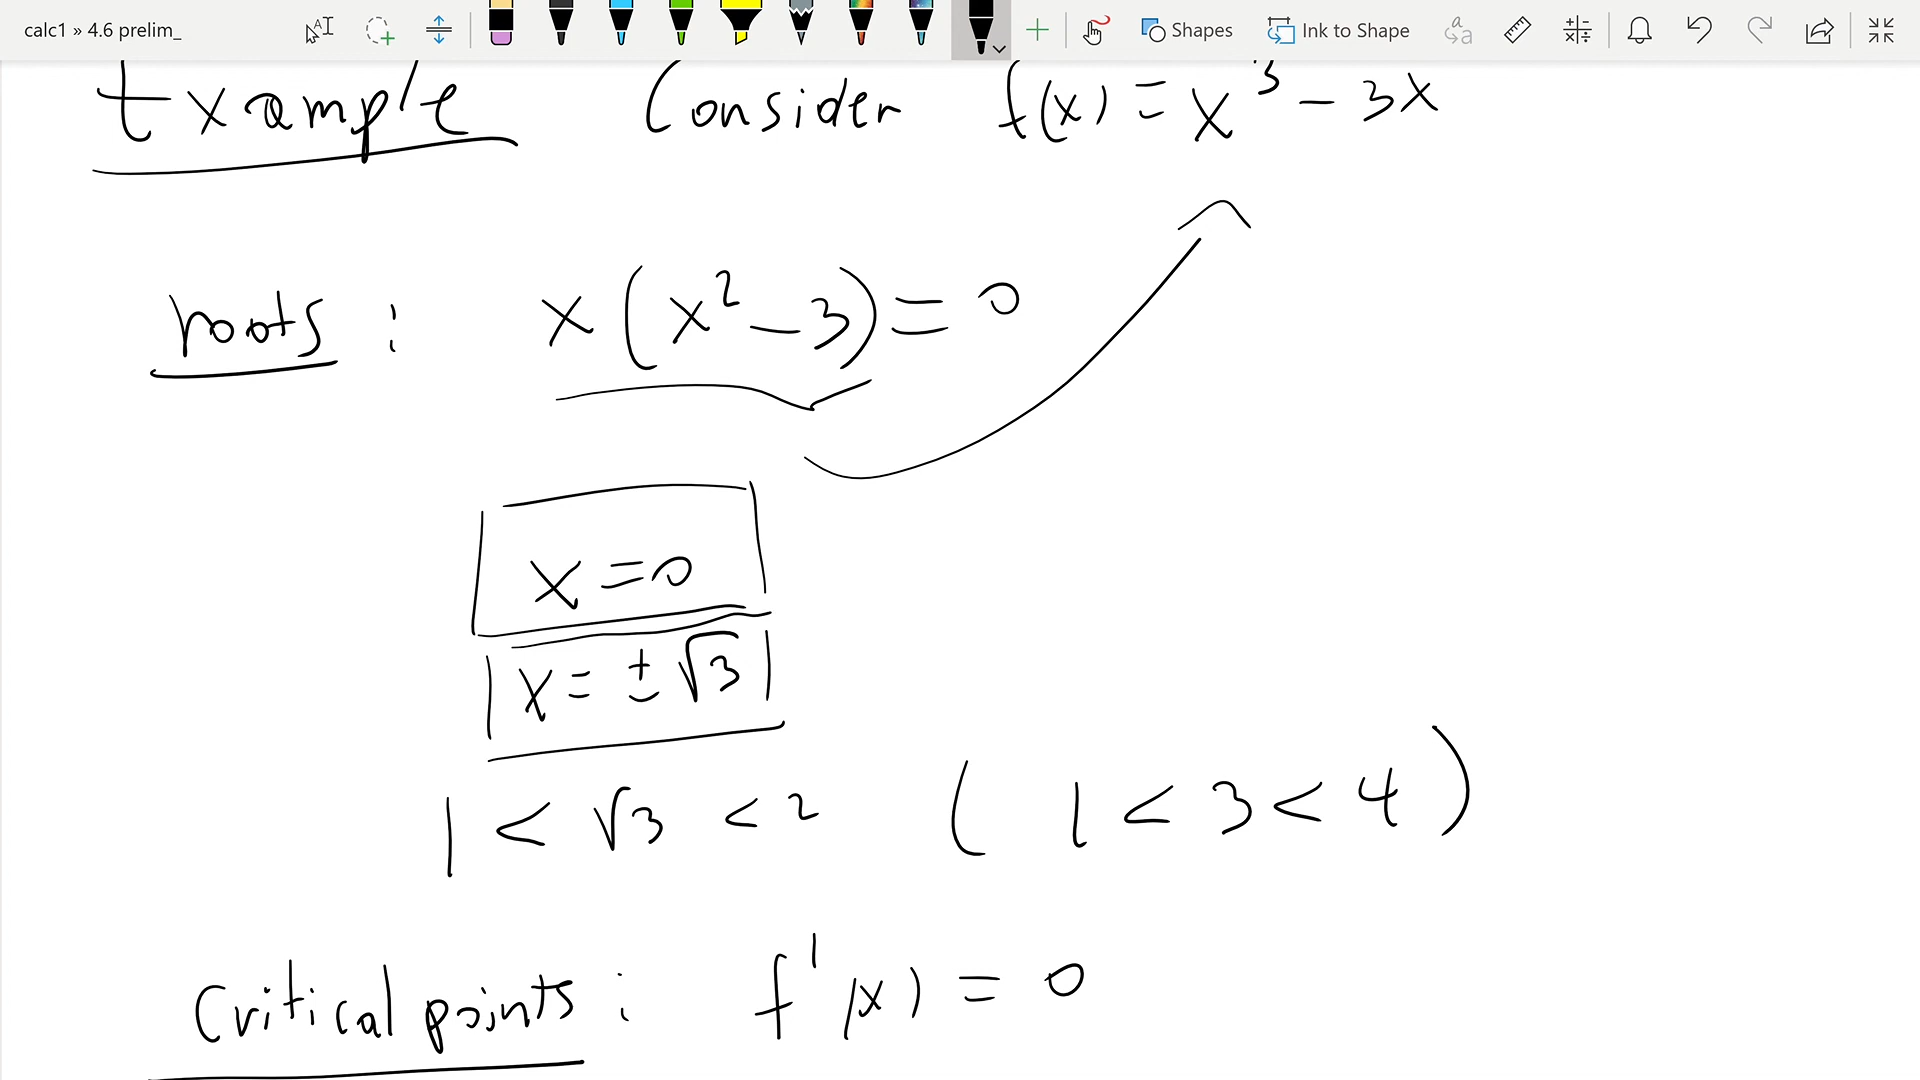 calc1 » 4.6 prelim_
Shapes
Ink to Shape
Example Consider f(x) = x³ - 3x
roots : x(x² - 3) = 0
x = 0
x = ± √3
1 < √3 < 2 ( 1 < 3 < 4 )
Critical points : f'(x) = 0